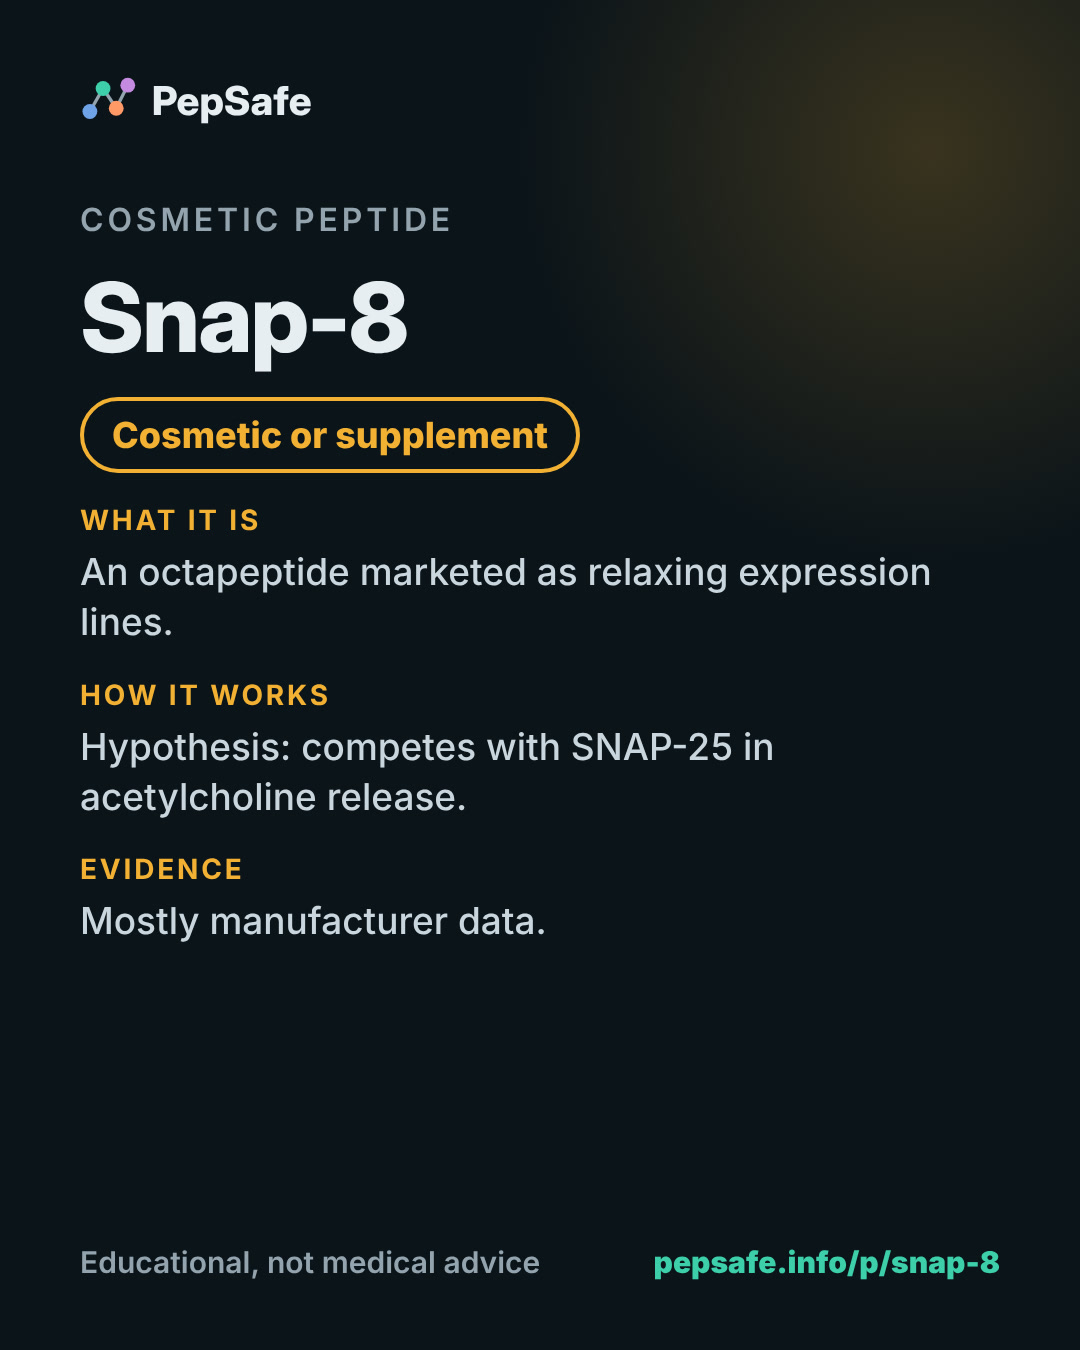 PepSafe
COSMETIC PEPTIDE
Snap-8
Cosmetic or supplement
WHAT IT IS
An octapeptide marketed as relaxing expression
lines.
HOW IT WORKS
Hypothesis: competes with SNAP-25 in
acetylcholine release.
EVIDENCE
Mostly manufacturer data.
Educational, not medical advice
pepsafe.info/p/snap-8